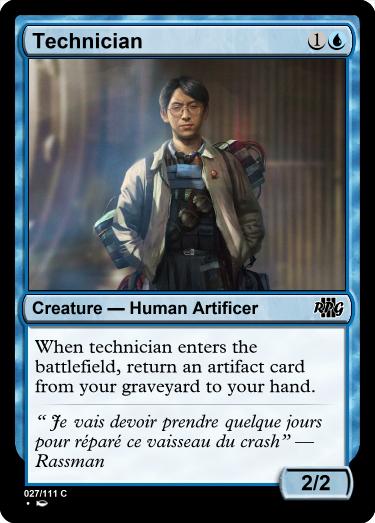 Technician 1
Creature — Human Artificer RPG
When technician enters the
battlefield, return an artifact card
from your graveyard to your hand.
“ Je vais devoir prendre quelque jours
pour réparé ce vaisseau du crash” —
Rassman
2/2
027/111 C